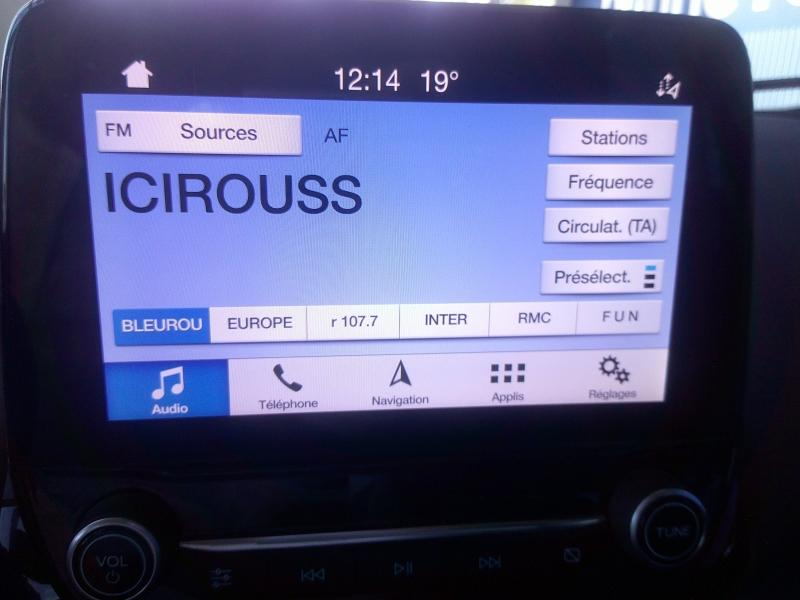 12:14 19°
FM Sources AF
Stations
ICIROUSS
Fréquence
Circulat. (TA)
Présélect.
BLEUROU EUROPE r 107.7 INTER RMC FUN
Audio Téléphone Navigation Applis Réglages
VOL
TUNE